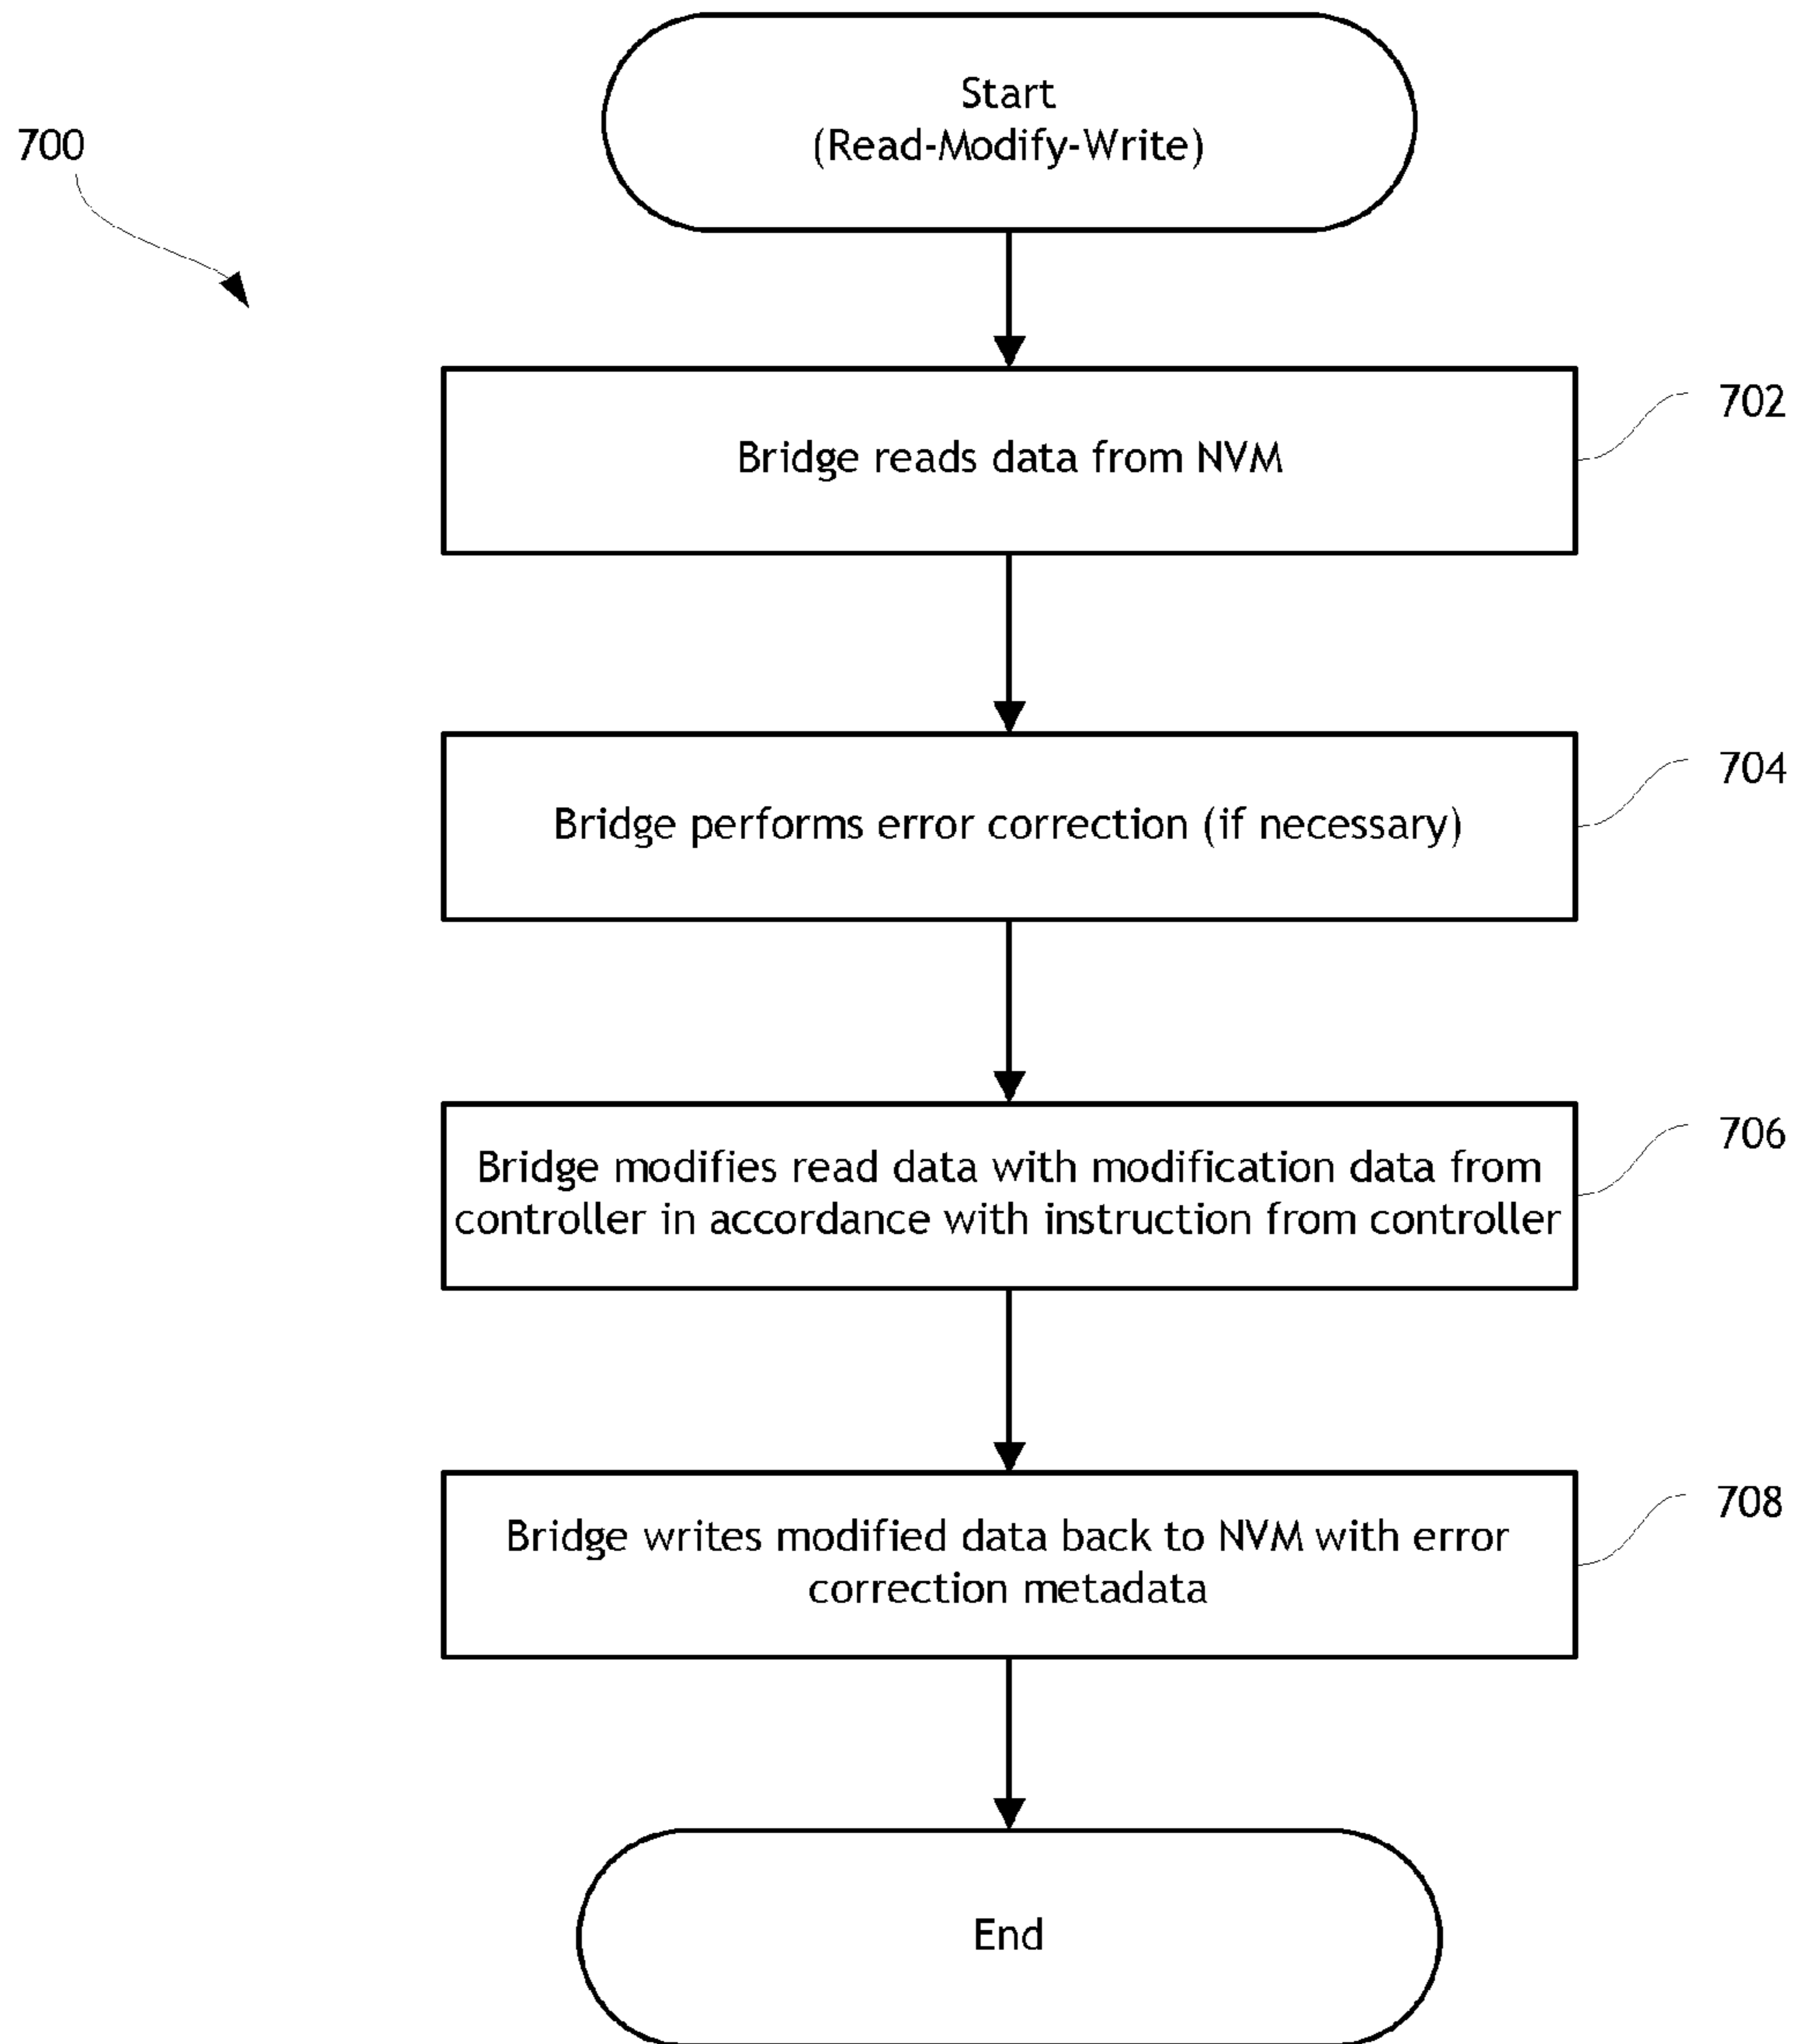 Start
(Read-Modify-Write)
700
702
Bridge reads data from NVM
704
Bridge performs error correction (if necessary)
706
Bridge modifies read data with modification data from
controller in accordance with instruction from controller
708
Bridge writes modified data back to NVM with error
correction metadata
End